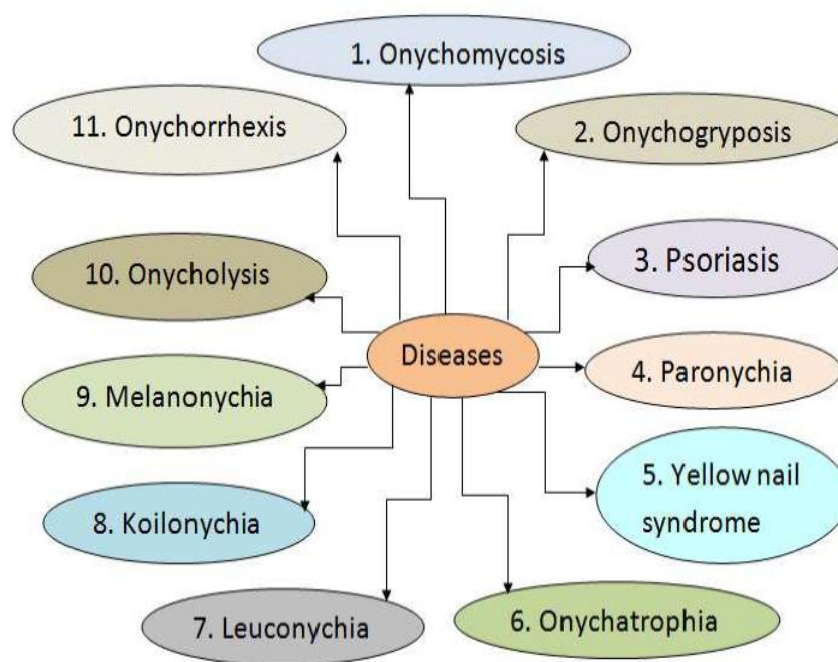 1. Onychomycosis
2. Onychogryposis
3. Psoriasis
4. Paronychia
5. Yellow nail
syndrome
6. Onychatrophia
7. Leuconychia
8. Koilonychia
9. Melanonychia
10. Onycholysis
11. Onychorrhexis
Diseases